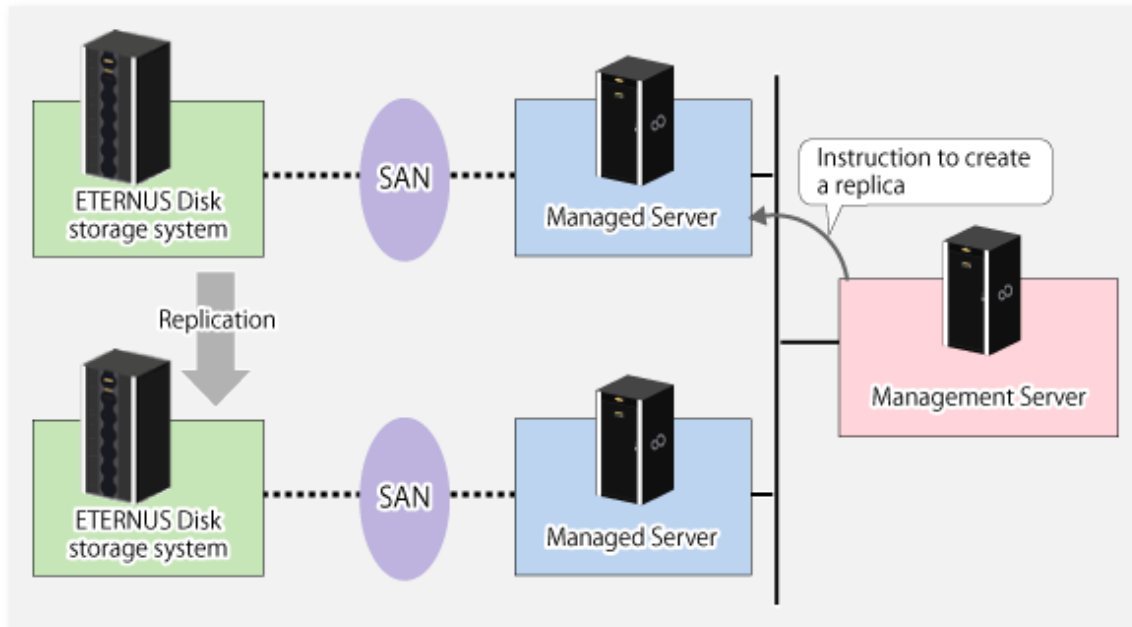 ETERNUS Disk
storage system
SAN
Managed Server
Instruction to create
a replica
Management Server
Replication
ETERNUS Disk
storage system
SAN
Managed Server